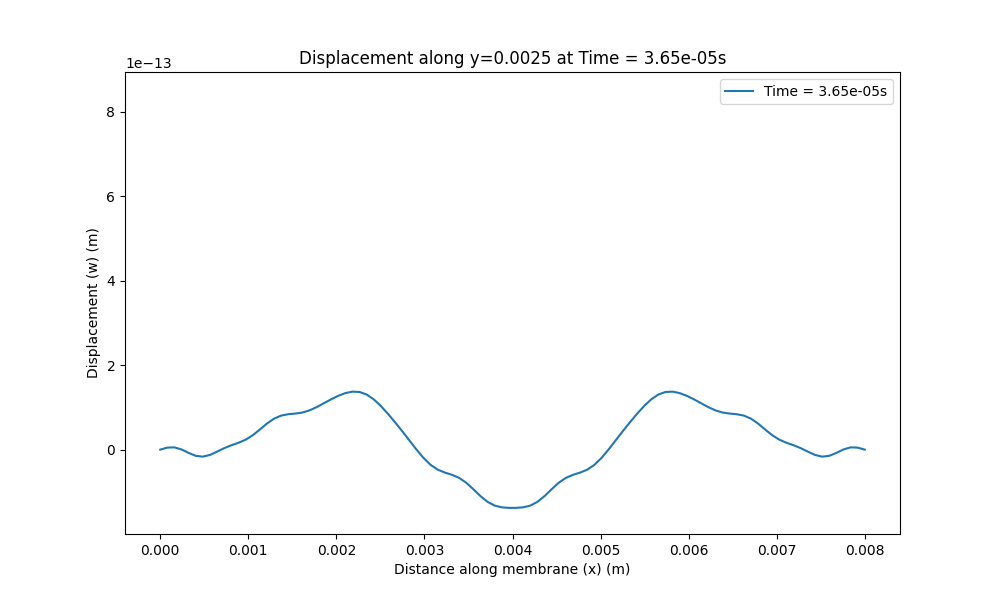 Displacement along y=0.0025 at Time = 3.65e-05s
1e−13
Time = 3.65e-05s
8
6
4
2
0
Displacement (w) (m)
0.000 0.001 0.002 0.003 0.004 0.005 0.006 0.007 0.008
Distance along membrane (x) (m)